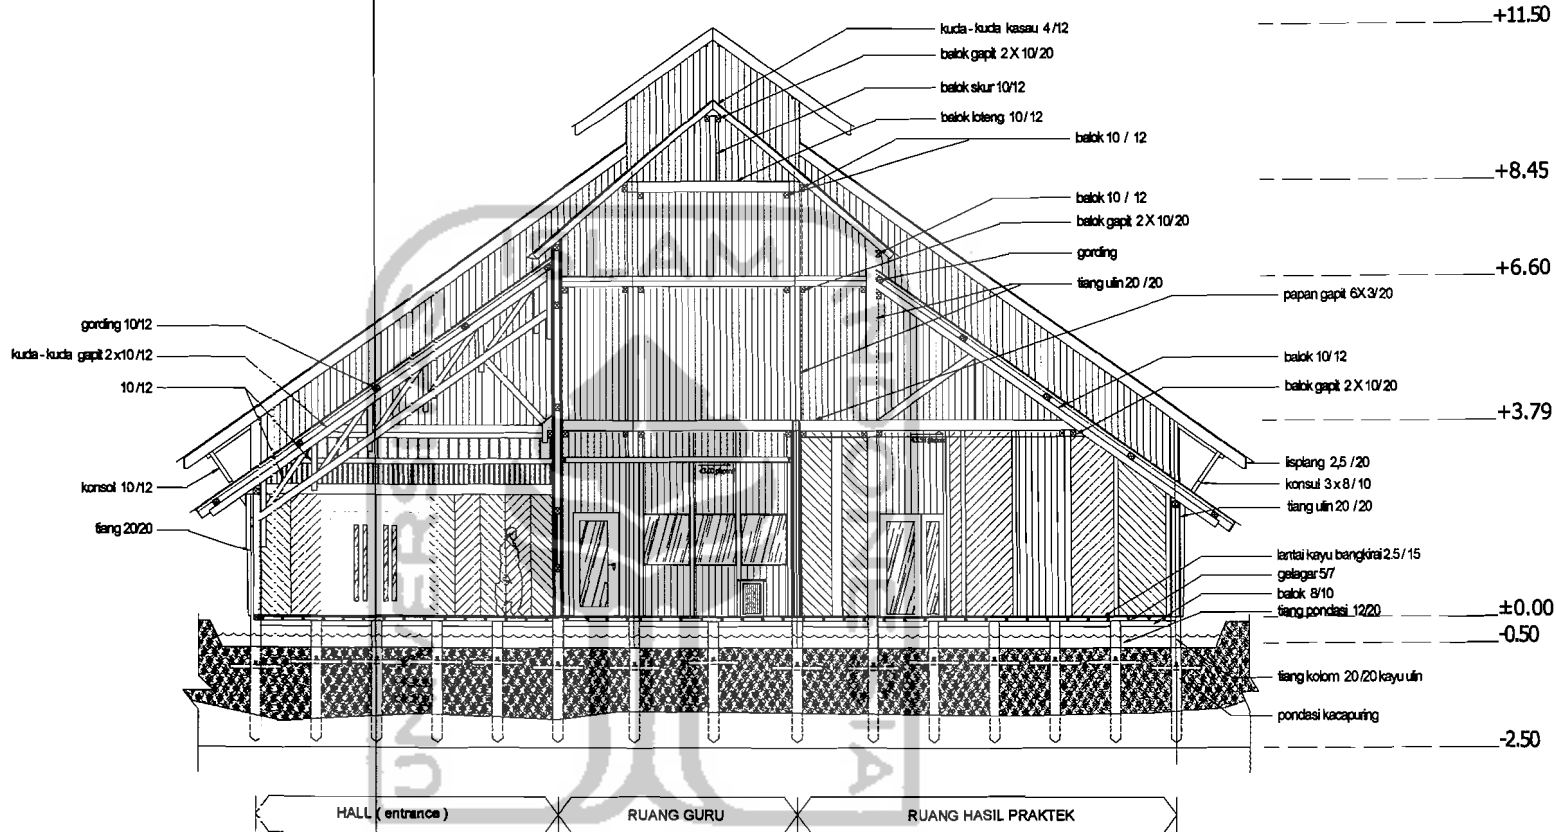 +11.50
kuda-kuda kasau 4/12
balok gapit 2 X 10/20
balok skur 10/12
balok loteng 10/12
balok 10 / 12
+8.45
balok 10 / 12
balok gapit 2 X 10/20
gording
+6.60
tiang ulin 20 / 20
papan gapit 6X3/20
gording 10/12
kuda-kuda gapit 2x10/12
10/12
balok 10/12
balok gapit 2 X 10/20
+3.79
konsol 10/12
tiang 20/20
lisplang 2,5 / 20
konsul 3 x 8 / 10
tiang ulin 20 / 20
lantai kayu bangkirai 2.5 / 15
gelagar 5/7
balok 8/10
tiang pondasi 12/20
±0.00
-0.50
tiang kolom 20/20 kayu ulin
pondasi kacapuring
-2.50
HALL ( entrance )
RUANG GURU
RUANG HASIL PRAKTEK
UNIVERSITAS
ISLAM
INDONESIA